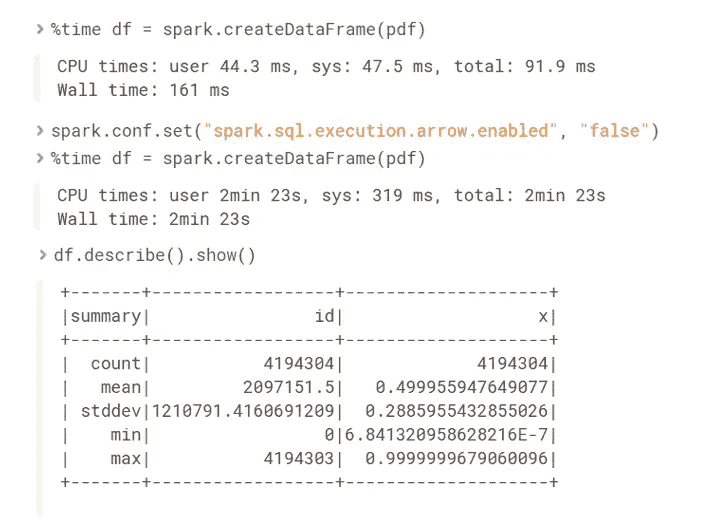 > %time df = spark.createDataFrame(pdf)
CPU times: user 44.3 ms, sys: 47.5 ms, total: 91.9 ms
Wall time: 161 ms
> spark.conf.set("spark.sql.execution.arrow.enabled", "false")
> %time df = spark.createDataFrame(pdf)
CPU times: user 2min 23s, sys: 319 ms, total: 2min 23s
Wall time: 2min 23s
> df.describe().show()
+-------+------------------+--------------------+
|summary|                id|                   x|
+-------+------------------+--------------------+
|  count|           4194304|             4194304|
|   mean|         2097151.5|   0.499955947649077|
| stddev|1210791.4160691209|  0.2885955432855026|
|    min|                 0|6.841320958628216E-7|
|    max|           4194303|  0.9999999679060096|
+-------+------------------+--------------------+